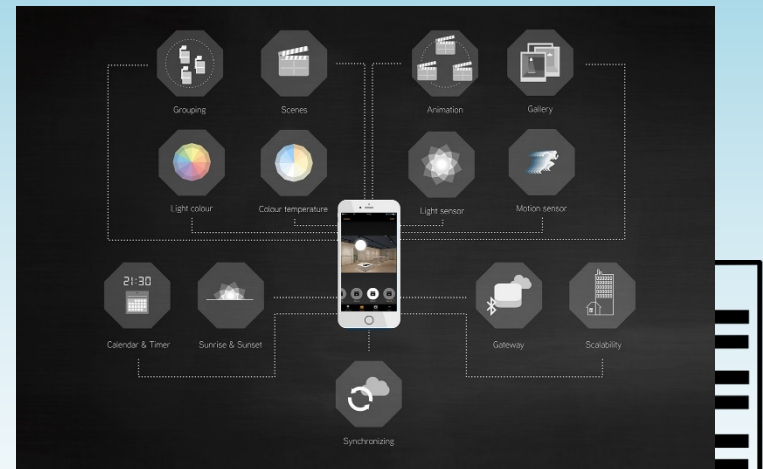 Grouping
Scenes
Animation
Gallery
Light colour
Colour temperature
Light sensor
Motion sensor
21:30
Calendar & Timer
Sunrise & Sunset
Gateway
Scalability
Synchronizing